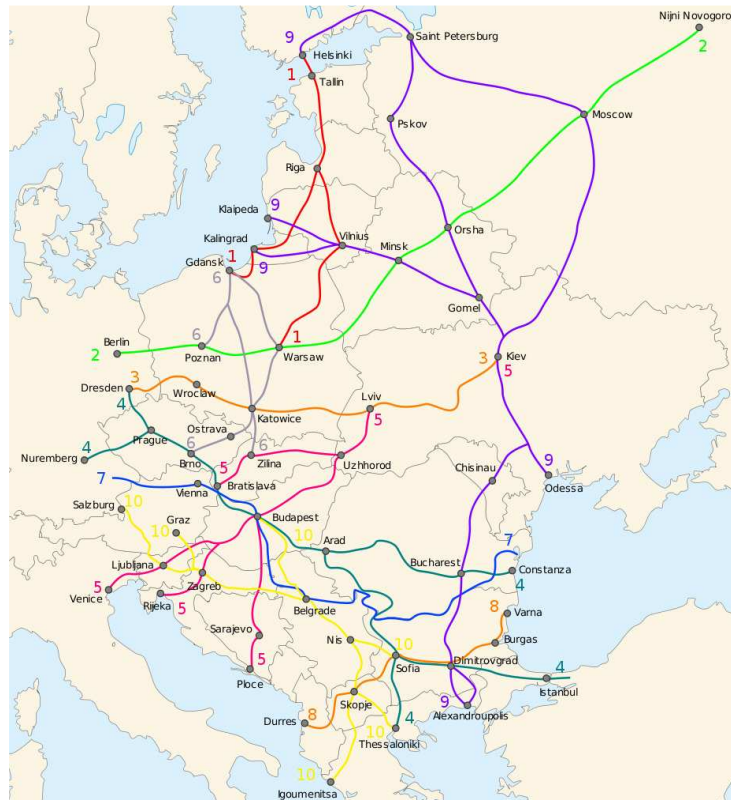 Nijni Novogorod
2
9
Saint Petersburg
Helsinki
1
Tallin
Moscow
Pskov
Riga
Klaipeda
9
Orsha
Kalingrad
Vilnius
Minsk
1
Gdansk
6
9
Gomel
Berlin
6
1
2
Poznan
Warsaw
3
Kiev
5
Dresden
3
Wroclaw
Lviv
4
Katowice
5
Ostrava
Prague
4
6
6
Nuremberg
Brno
Zilina
Uzhhorod
5
Chisinau
9
7
Vienna
Bratislava
Odessa
Salzburg
10
Graz
10
Budapest
10
Arad
7
Ljubljana
Bucharest
Constanza
5
Zagreb
4
Venice
Rijeka
5
Belgrade
8
Varna
Sarajevo
Nis
10
Burgas
5
Sofia
Dimitrovgrad
4
Ploce
Istanbul
Skopje
9
Durres
8
4
Alexandroupolis
10
Thessaloniki
10
Igoumenitsa